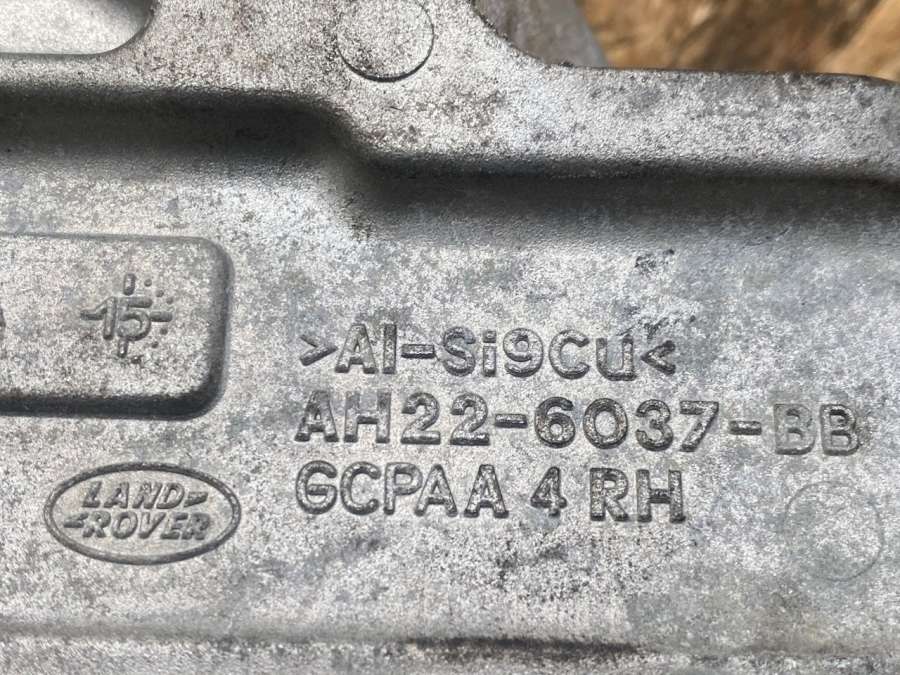 15
>Al-Si9Cu<
AH22-6037-BB
GCPAA 4 RH
LAND
ROVER